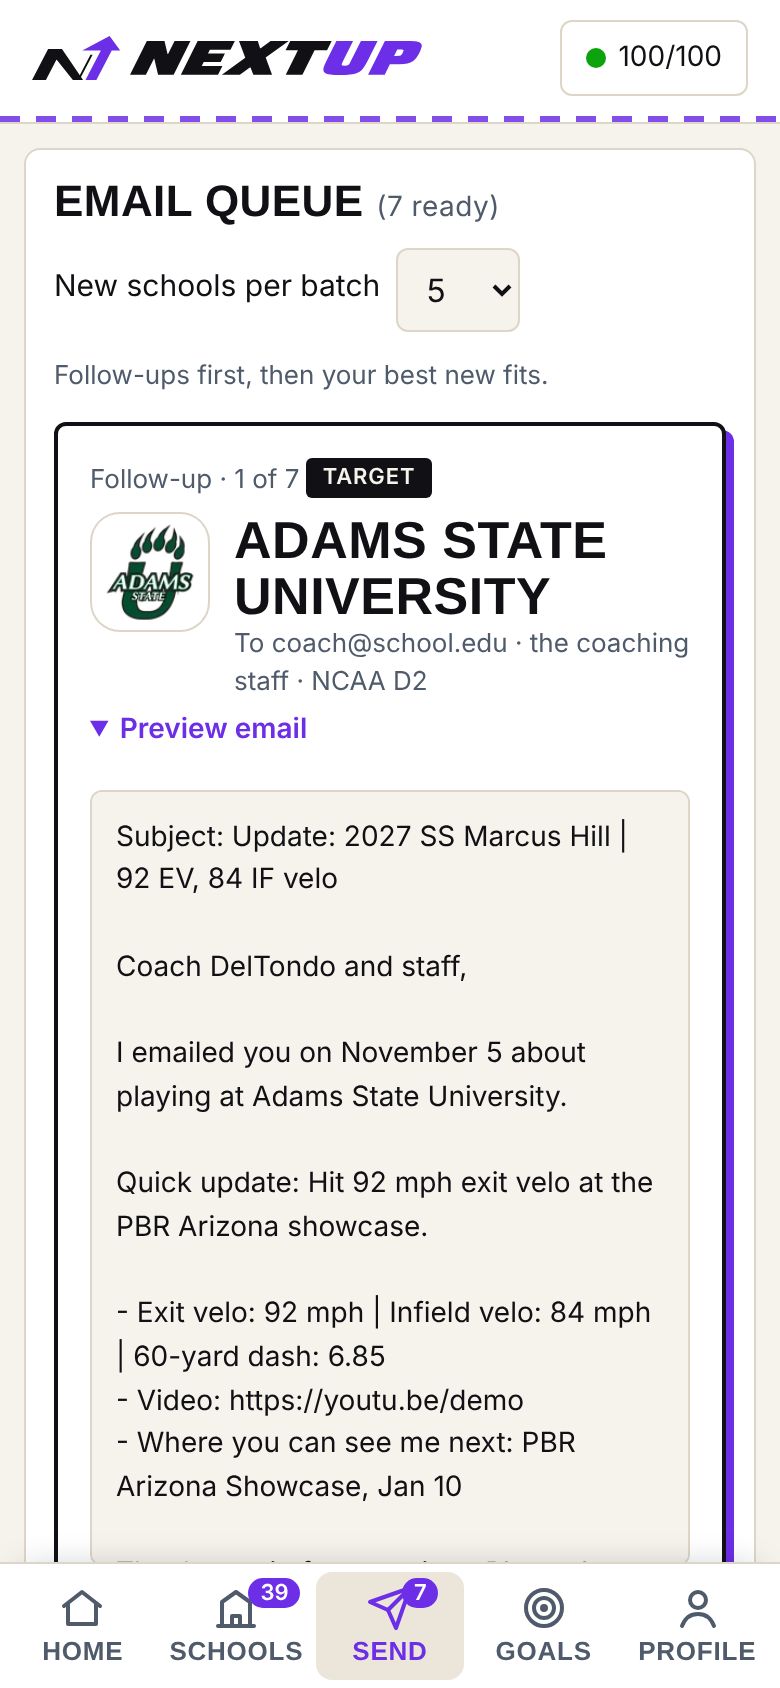 NEXTUP
100/100
EMAIL QUEUE (7 ready)
New schools per batch 5
Follow-ups first, then your best new fits.
Follow-up · 1 of 7 TARGET
ADAMS STATE
ADAMS STATE
UNIVERSITY
To coach@school.edu · the coaching
staff · NCAA D2
▼ Preview email
Subject: Update: 2027 SS Marcus Hill |
92 EV, 84 IF velo
Coach DelTondo and staff,
I emailed you on November 5 about
playing at Adams State University.
Quick update: Hit 92 mph exit velo at the
PBR Arizona showcase.
- Exit velo: 92 mph | Infield velo: 84 mph
| 60-yard dash: 6.85
- Video: https://youtu.be/demo
- Where you can see me next: PBR
Arizona Showcase, Jan 10
39 7
HOME SCHOOLS SEND GOALS PROFILE